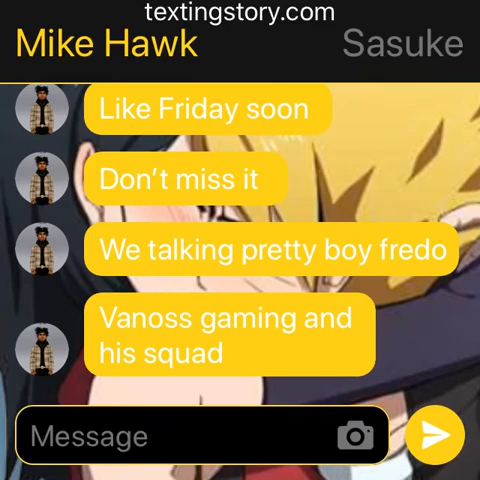 textingstory.com
Mike Hawk
Sasuke
Like Friday soon
Don't miss it
We talking pretty boy fredo
Vanoss gaming and
his squad
Message